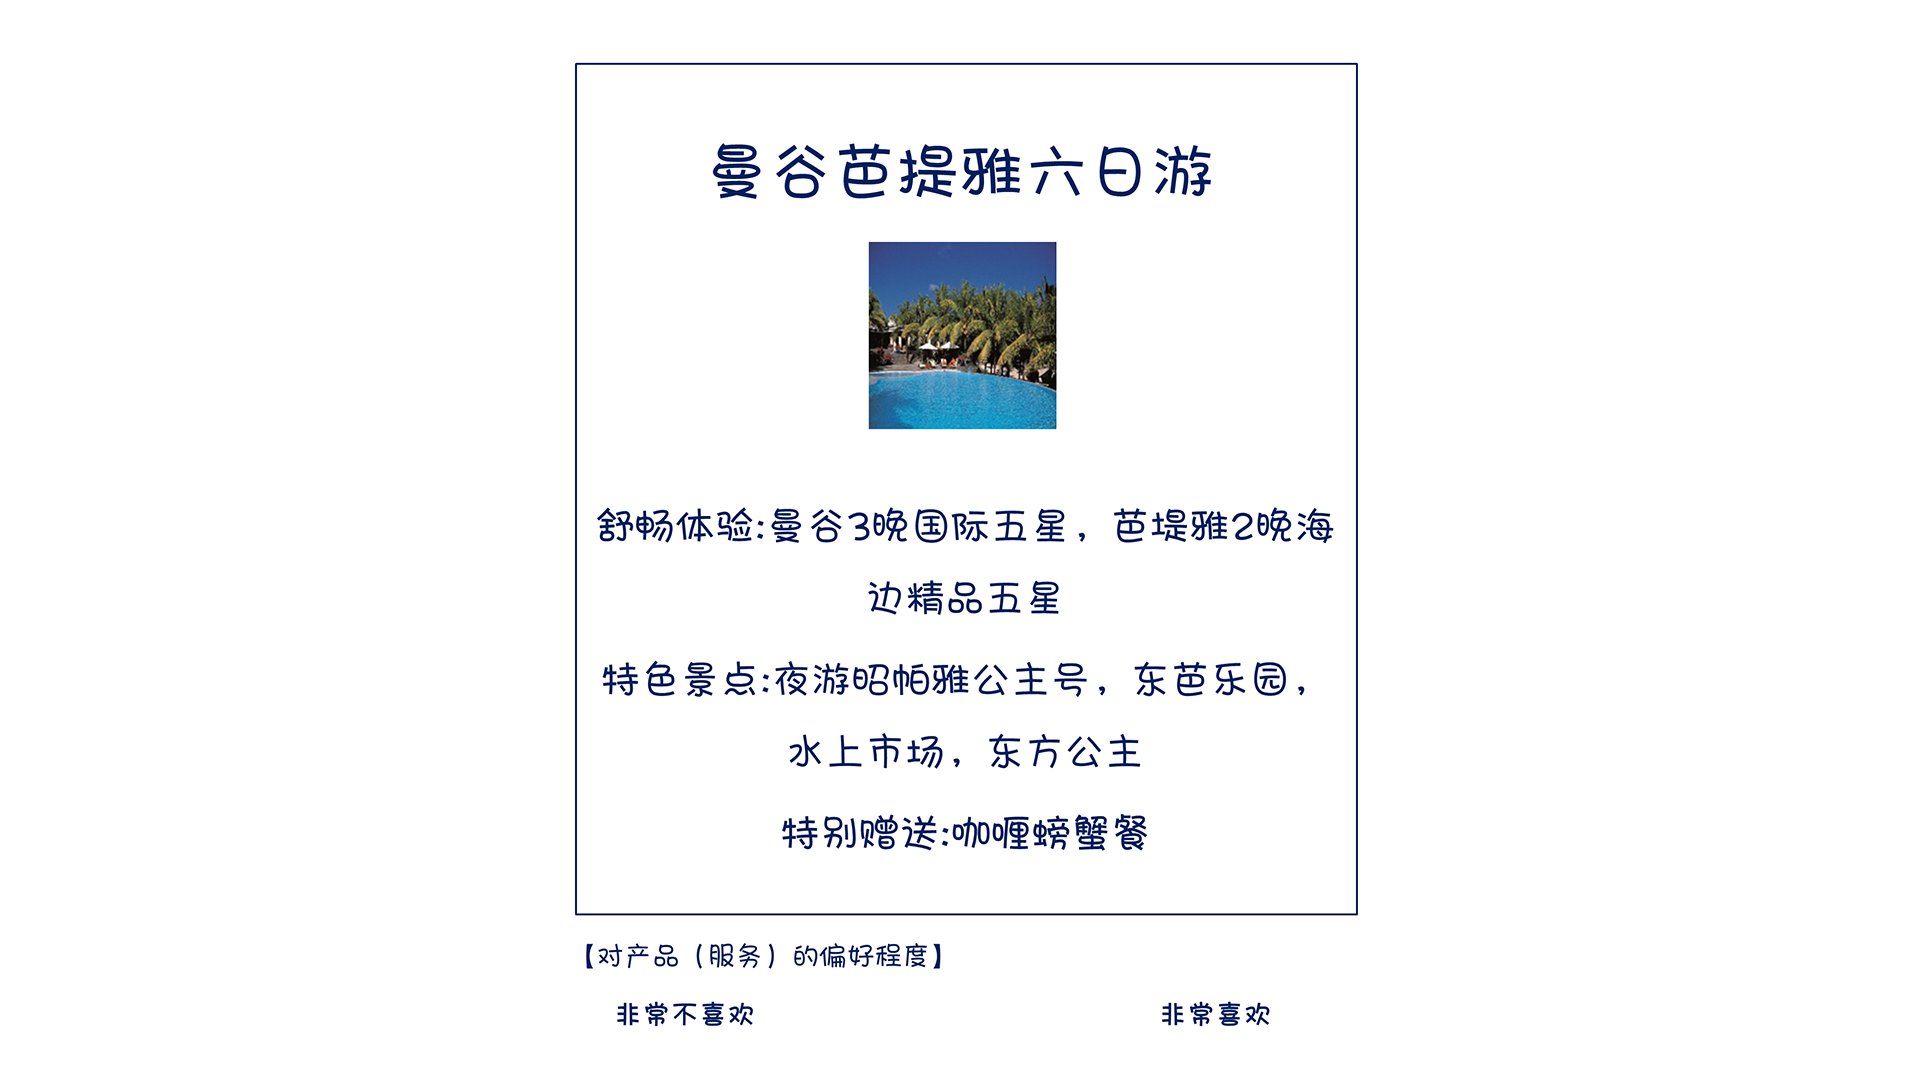 曼谷芭提雅六日游
舒畅体验:曼谷3晚国际五星，芭堤雅2晚海
边精品五星
特色景点:夜游昭帕雅公主号，东芭乐园，
水上市场，东方公主
特别赠送:咖喱螃蟹餐
【对产品（服务）的偏好程度】
非常不喜欢
非常喜欢